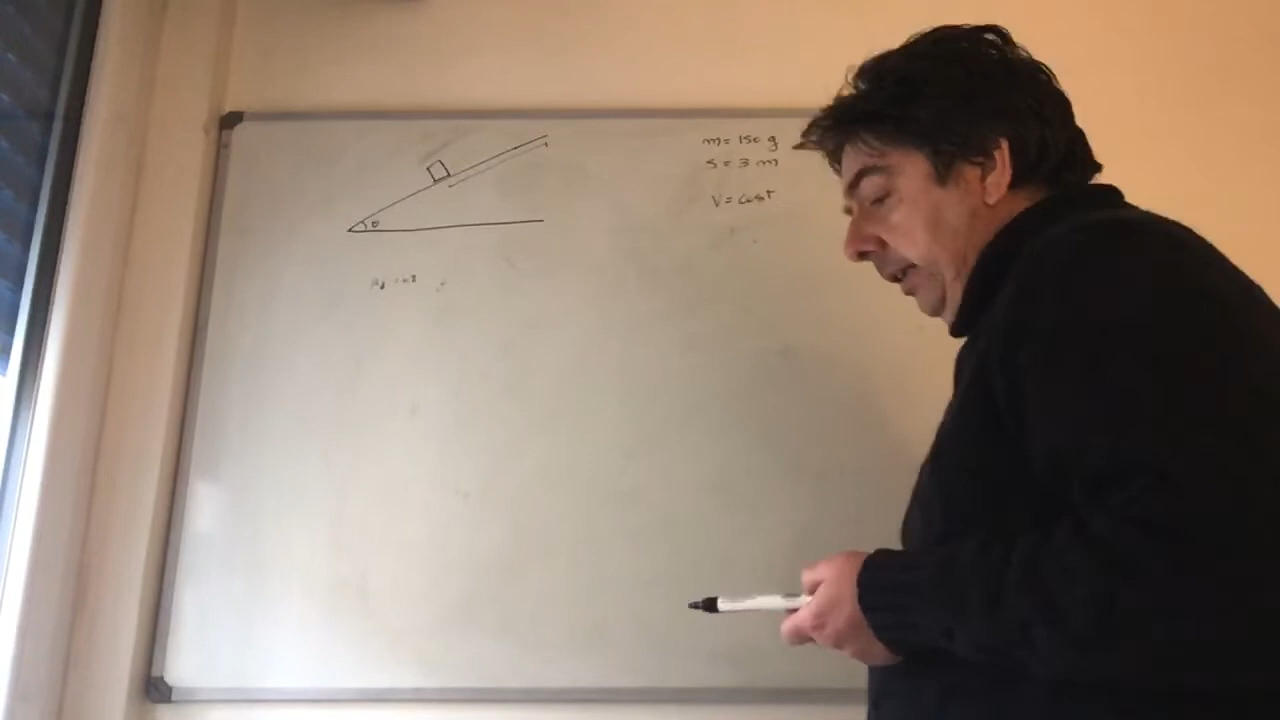 m = 150 g
s = 3 m
V = cost
θ